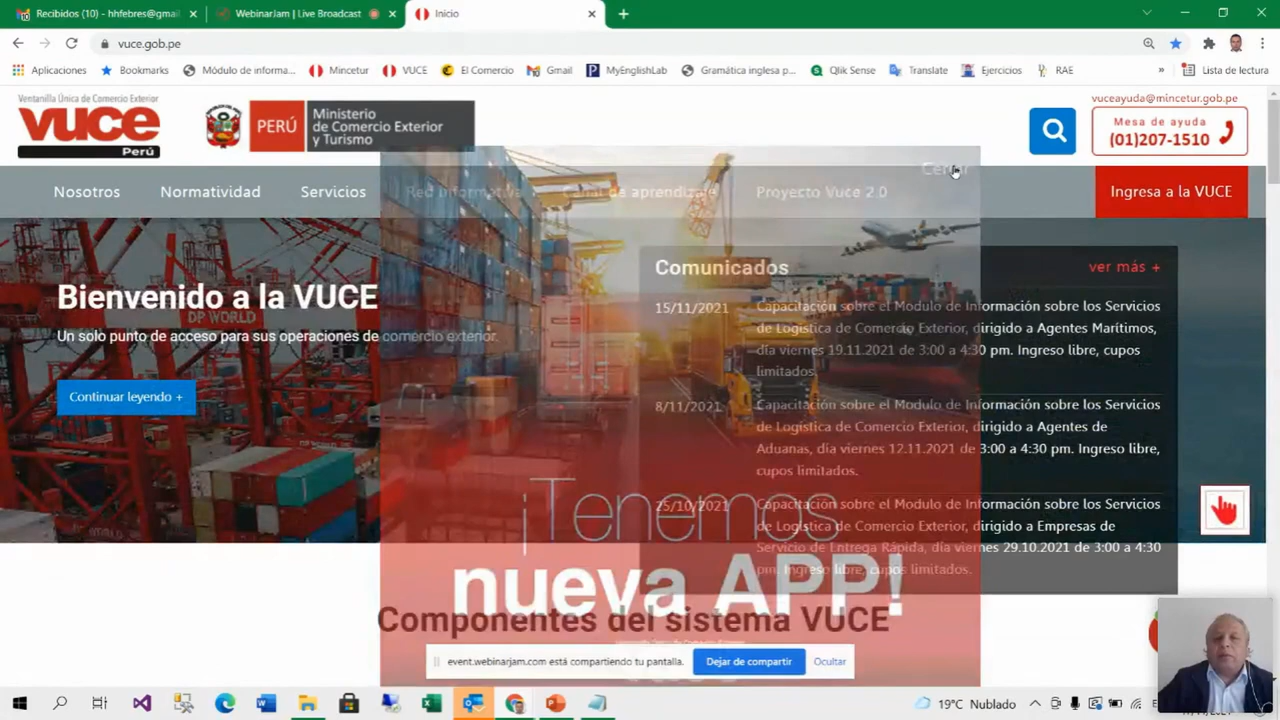 Recibidos (10) - hhfebres@gmail
WebinarJam | Live Broadcast
Inicio
vuce.gob.pe
Aplicaciones
Bookmarks
Módulo de informa...
Mincetur
VUCE
El Comercio
Gmail
MyEnglishLab
Gramática inglesa p...
Qlik Sense
Translate
Ejercicios
RAE
»
Lista de lectura
Ventanilla Única de Comercio Exterior
vuce
Perú
PERÚ
Ministerio
de Comercio Exterior
y Turismo
vuceayuda@mincetur.gob.pe
Mesa de ayuda
(01)207-1510
Cerrar
Nosotros
Normatividad
Servicios
Red informativa
Canal de aprendizaje
Proyecto Vuce 2.0
Ingresa a la VUCE
Bienvenido a la VUCE
DP WORLD
Un solo punto de acceso para sus operaciones de comercio exterior.
Continuar leyendo +
Comunicados
ver más +
15/11/2021
Capacitación sobre el Modulo de Información sobre los Servicios
de Logística de Comercio Exterior, dirigido a Agentes Marítimos,
día viernes 19.11.2021 de 3:00 a 4:30 pm. Ingreso libre, cupos
limitados.
8/11/2021
Capacitación sobre el Modulo de Información sobre los Servicios
de Logística de Comercio Exterior, dirigido a Agentes de
Aduanas, día viernes 12.11.2021 de 3:00 a 4:30 pm. Ingreso libre,
cupos limitados.
25/10/2021
Capacitación sobre el Modulo de Información sobre los Servicios
de Logística de Comercio Exterior, dirigido a Empresas de
Servicio de Entrega Rápida, día viernes 29.10.2021 de 3:00 a 4:30
pm. Ingreso libre, cupos limitados.
¡Tenemos
nueva APP!
Componentes del sistema VUCE
event.webinarjam.com está compartiendo tu pantalla.
Dejar de compartir
Ocultar
19°C Nublado